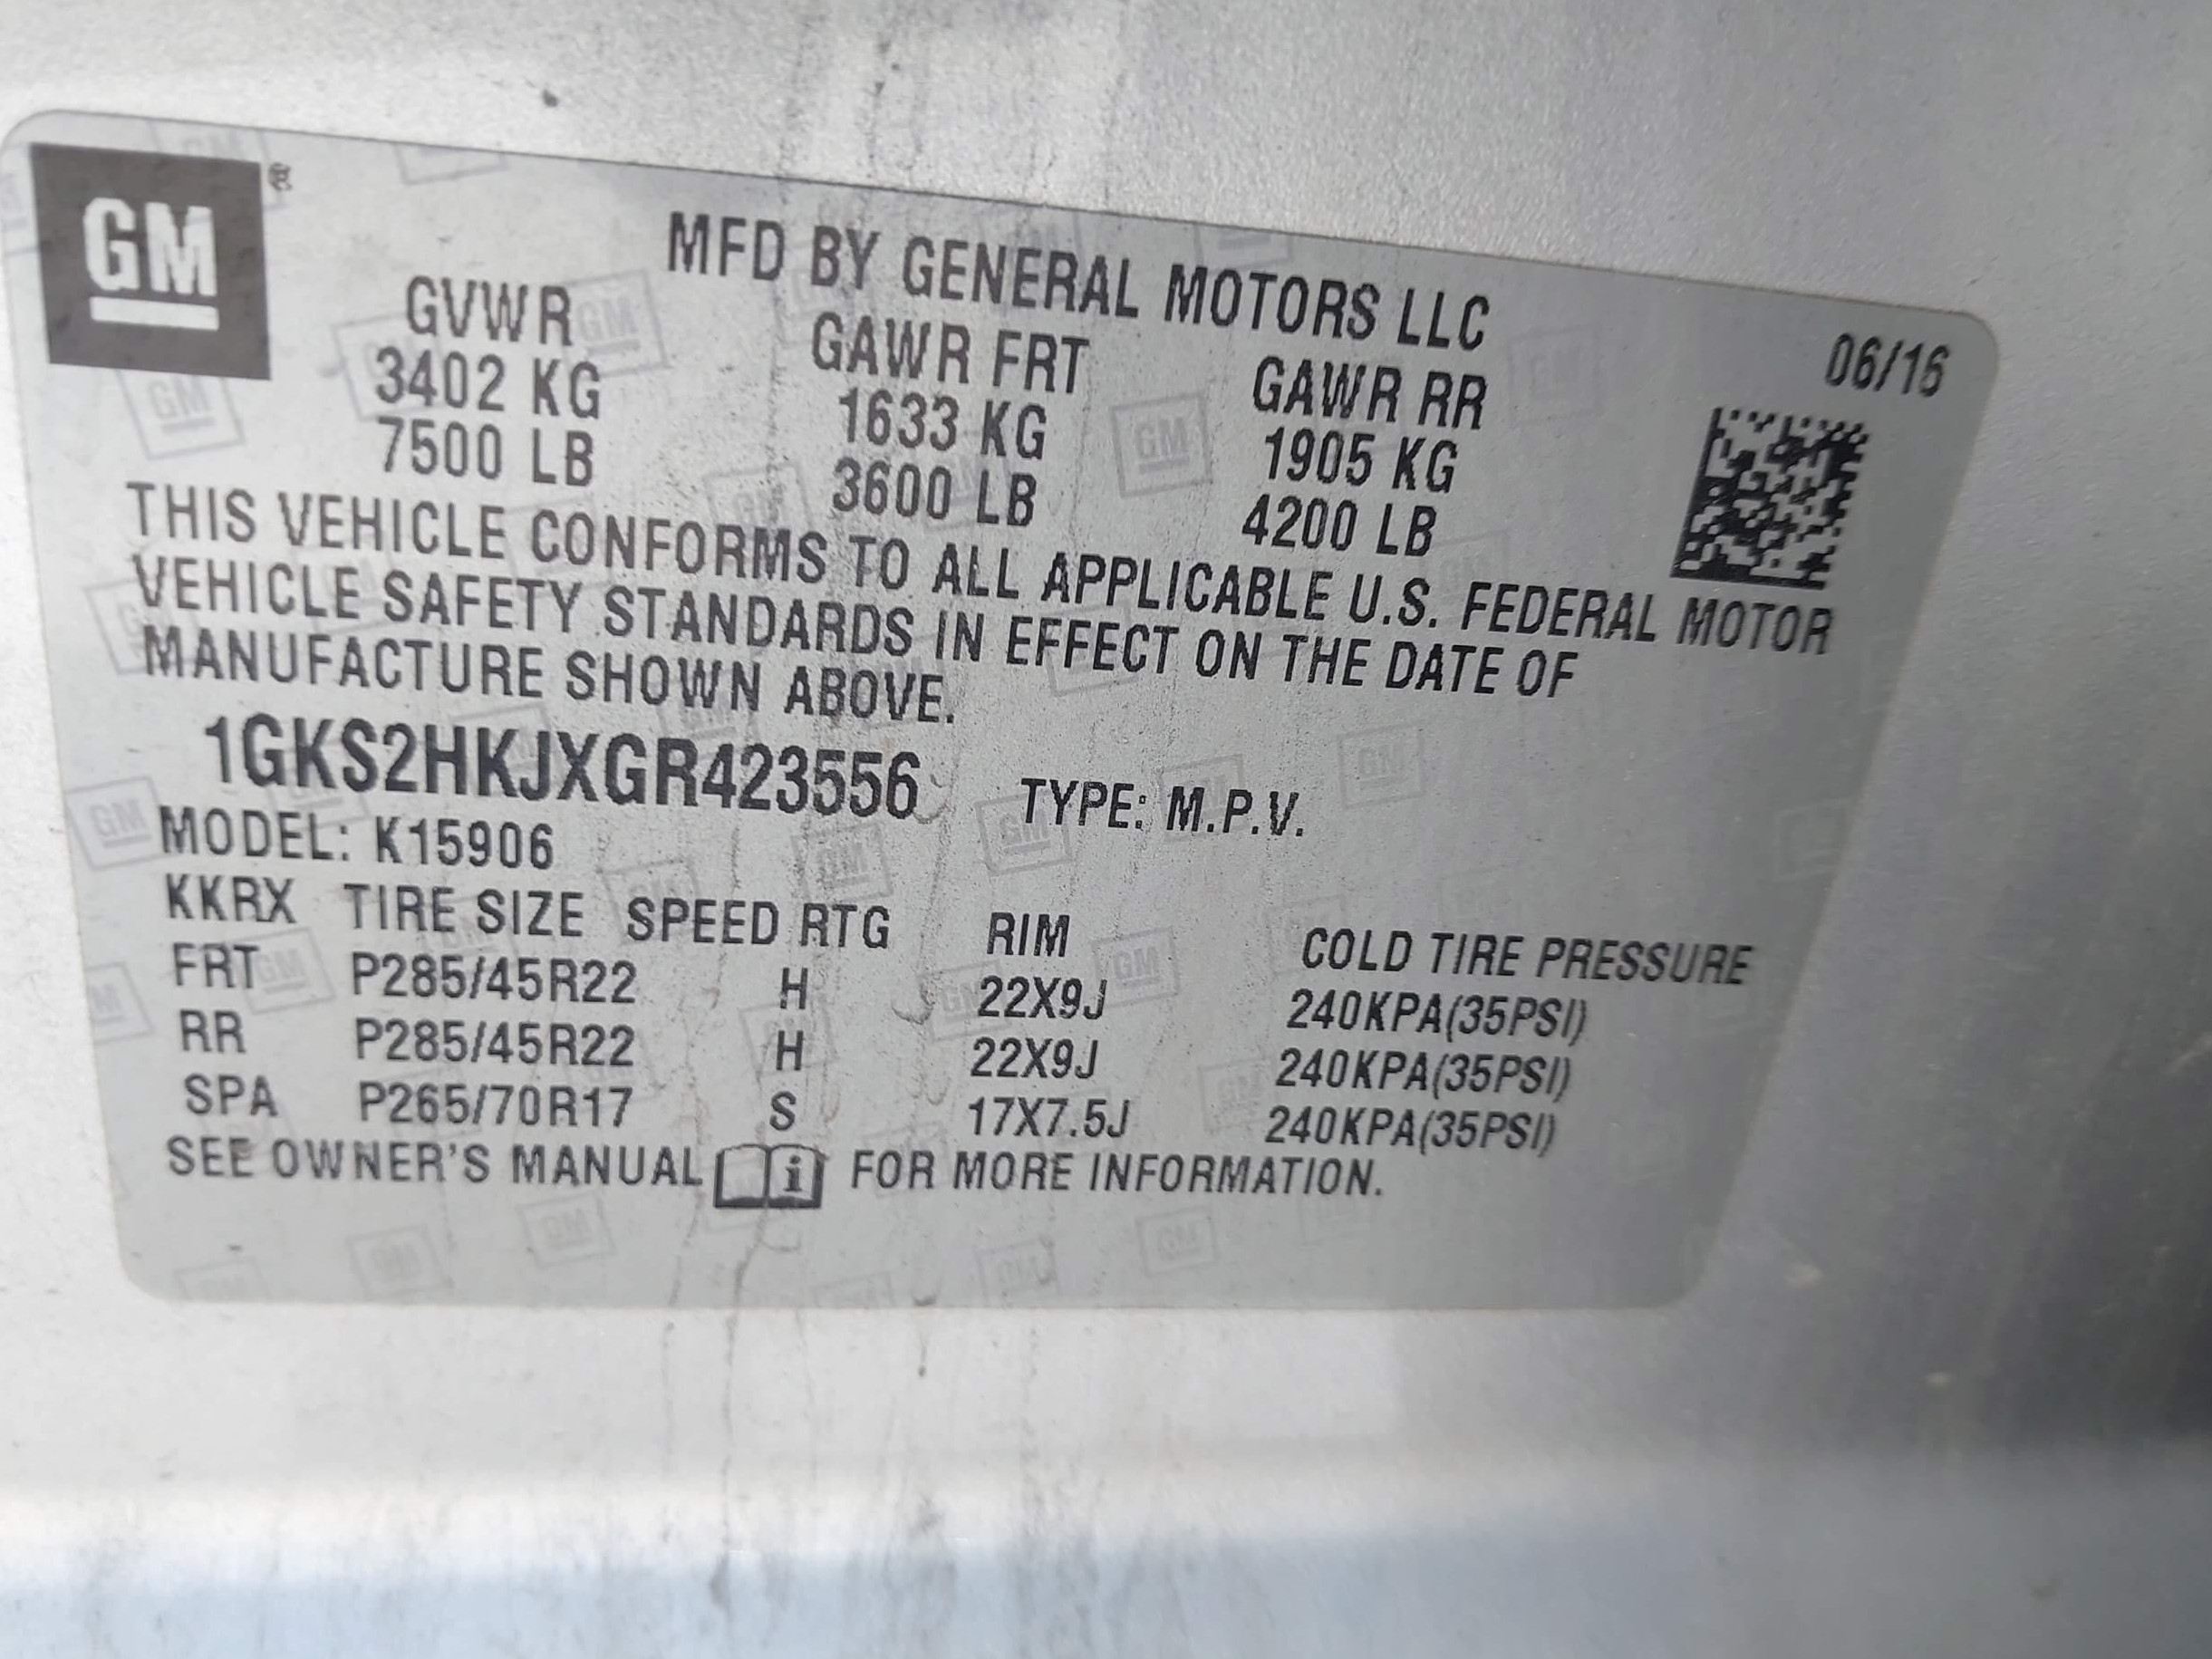 GM ®
MFD BY GENERAL MOTORS LLC
06/16
GVWR GAWR FRT GAWR RR
3402 KG 1633 KG 1905 KG
7500 LB 3600 LB 4200 LB
THIS VEHICLE CONFORMS TO ALL APPLICABLE U.S. FEDERAL MOTOR
VEHICLE SAFETY STANDARDS IN EFFECT ON THE DATE OF
MANUFACTURE SHOWN ABOVE.
1GKS2HKJXGR423556 TYPE: M.P.V.
MODEL: K15906
KKRX TIRE SIZE SPEED RTG RIM COLD TIRE PRESSURE
FRT P285/45R22 H 22X9J 240KPA(35PSI)
RR P285/45R22 H 22X9J 240KPA(35PSI)
SPA P265/70R17 S 17X7.5J 240KPA(35PSI)
SEE OWNER'S MANUAL i FOR MORE INFORMATION.